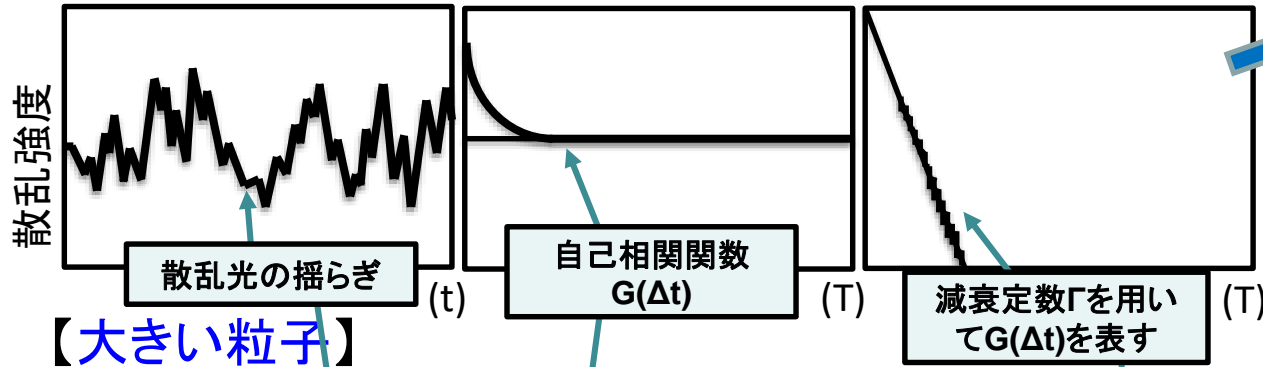 散乱強度
散乱光の揺らぎ
(t)
自己相関関数
G(Δt)
(T)
減衰定数Γを用い
てG(Δt)を表す
(T)
【大きい粒子】